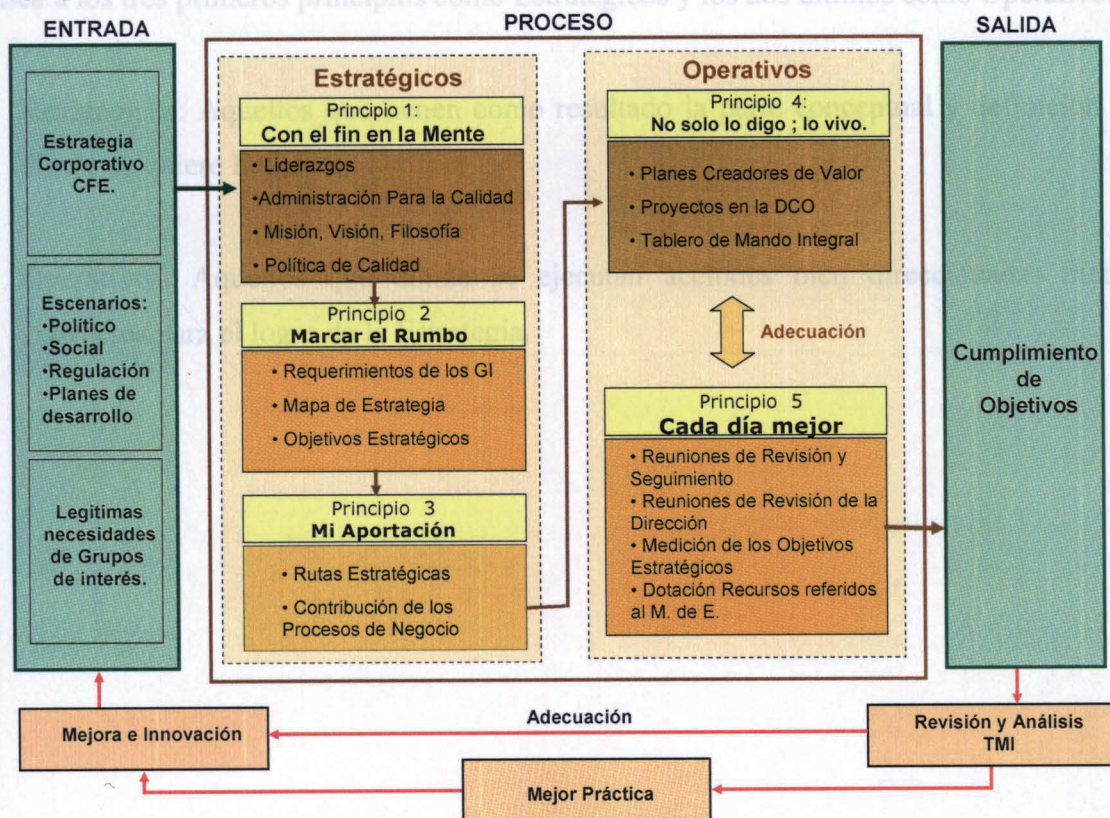 ENTRADA
PROCESO
SALIDA
Estrategia
Corporativo
CFE.
Escenarios:
•Político
•Social
•Regulación
•Planes de
desarrollo
Legitimas
necesidades
de Grupos
de interés.
Estratégicos
Principio 1:
Con el fin en la Mente
• Liderazgos
•Administración Para la Calidad
• Misión, Visión, Filosofía
• Política de Calidad
Principio 2
Marcar el Rumbo
• Requerimientos de los GI
• Mapa de Estrategia
• Objetivos Estratégicos
Principio 3
Mi Aportación
• Rutas Estratégicas
• Contribución de los
Procesos de Negocio
Operativos
Principio 4:
No solo lo digo ; lo vivo.
• Planes Creadores de Valor
• Proyectos en la DCO
• Tablero de Mando Integral
Adecuación
Principio 5
Cada día mejor
• Reuniones de Revisión y
Seguimiento
• Reuniones de Revisión de la
Dirección
• Medición de los Objetivos
Estratégicos
• Dotación Recursos referidos
al M. de E.
Cumplimiento
de
Objetivos
Mejora e Innovación
Adecuación
Revisión y Análisis
TMI
Mejor Práctica